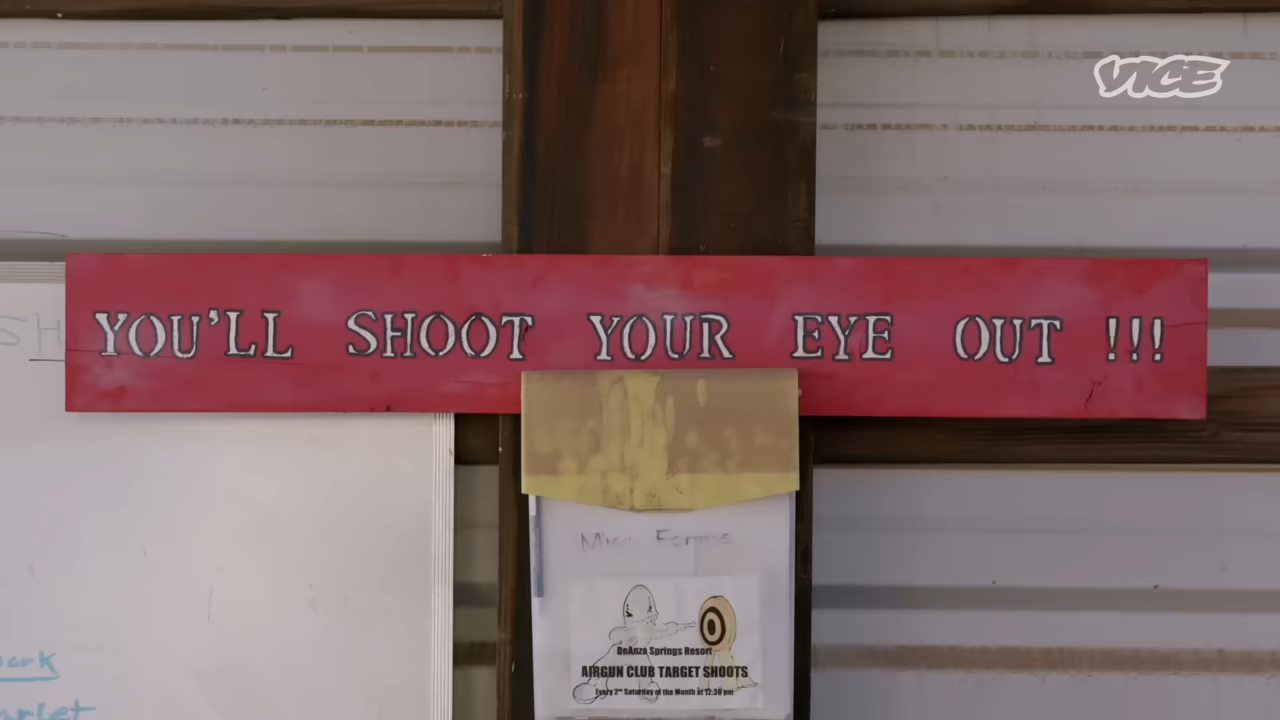 VICE
SH
YOU'LL SHOOT YOUR EYE OUT !!!
Misc. Forms
DeAnza Springs Resort
AIRGUN CLUB TARGET SHOOTS
Every 2nd Saturday of the Month at 12:30 pm